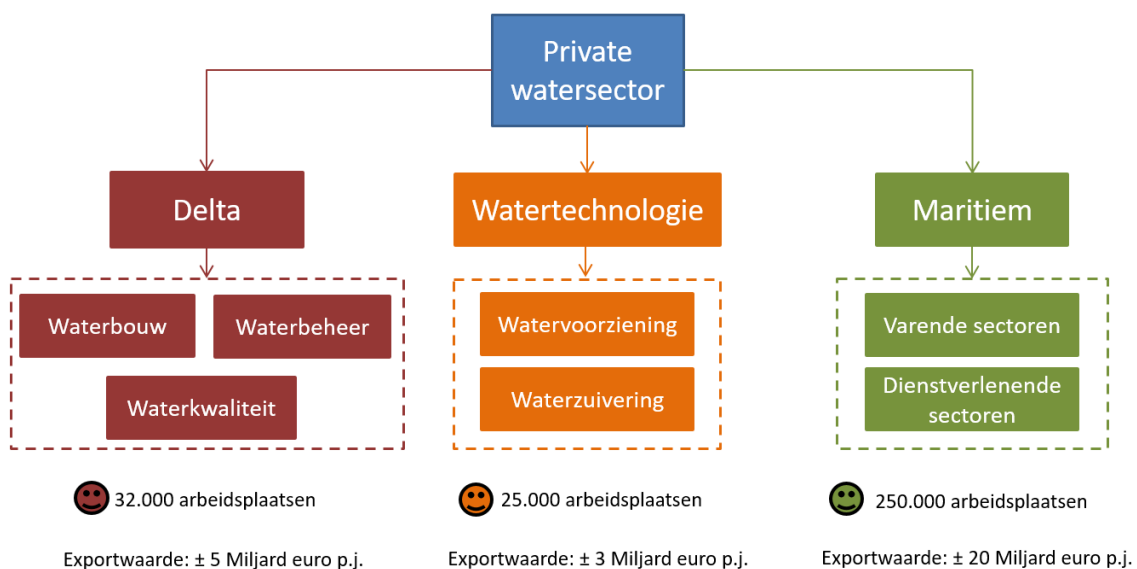 Private
watersector
Delta
Watertechnologie
Maritiem
Waterbouw
Waterbeheer
Waterkwaliteit
Watervoorziening
Waterzuivering
Varende sectoren
Dienstverlenende
sectoren
32.000 arbeidsplaatsen
25.000 arbeidsplaatsen
250.000 arbeidsplaatsen
Exportwaarde: ± 5 Miljard euro p.j.
Exportwaarde: ± 3 Miljard euro p.j.
Exportwaarde: ± 20 Miljard euro p.j.